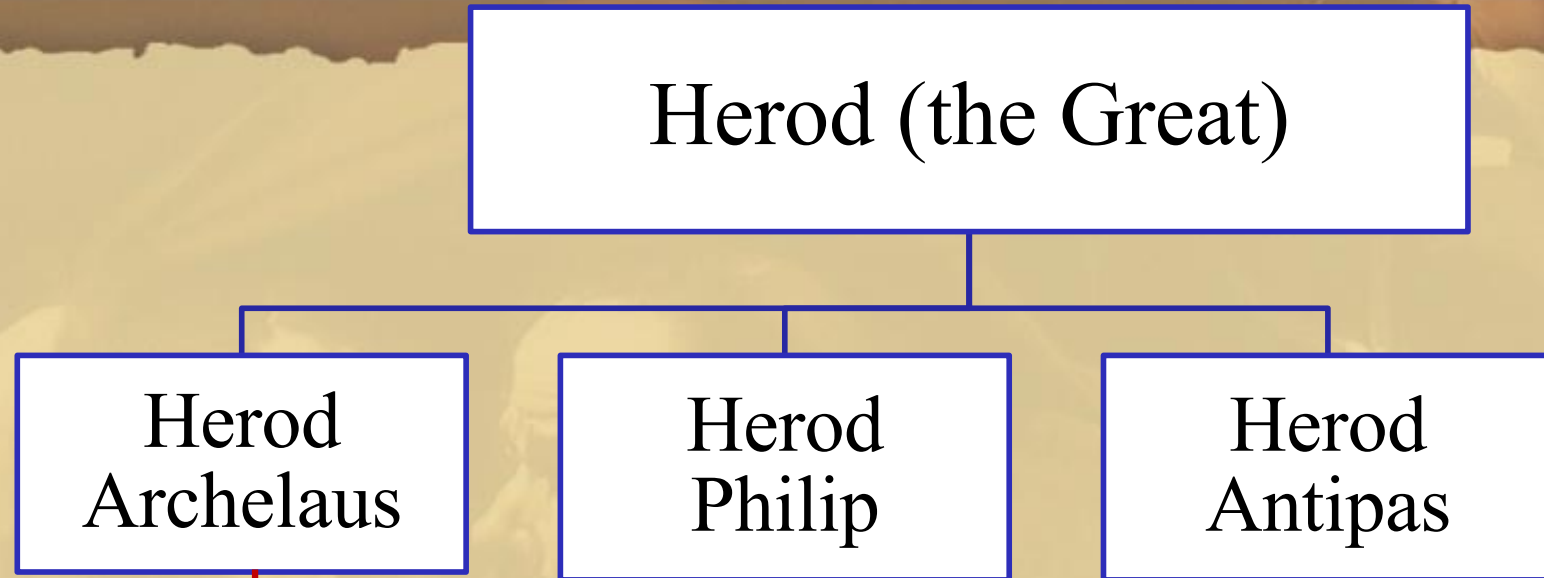 Herod (the Great)
Herod
Archelaus
Herod
Philip
Herod
Antipas